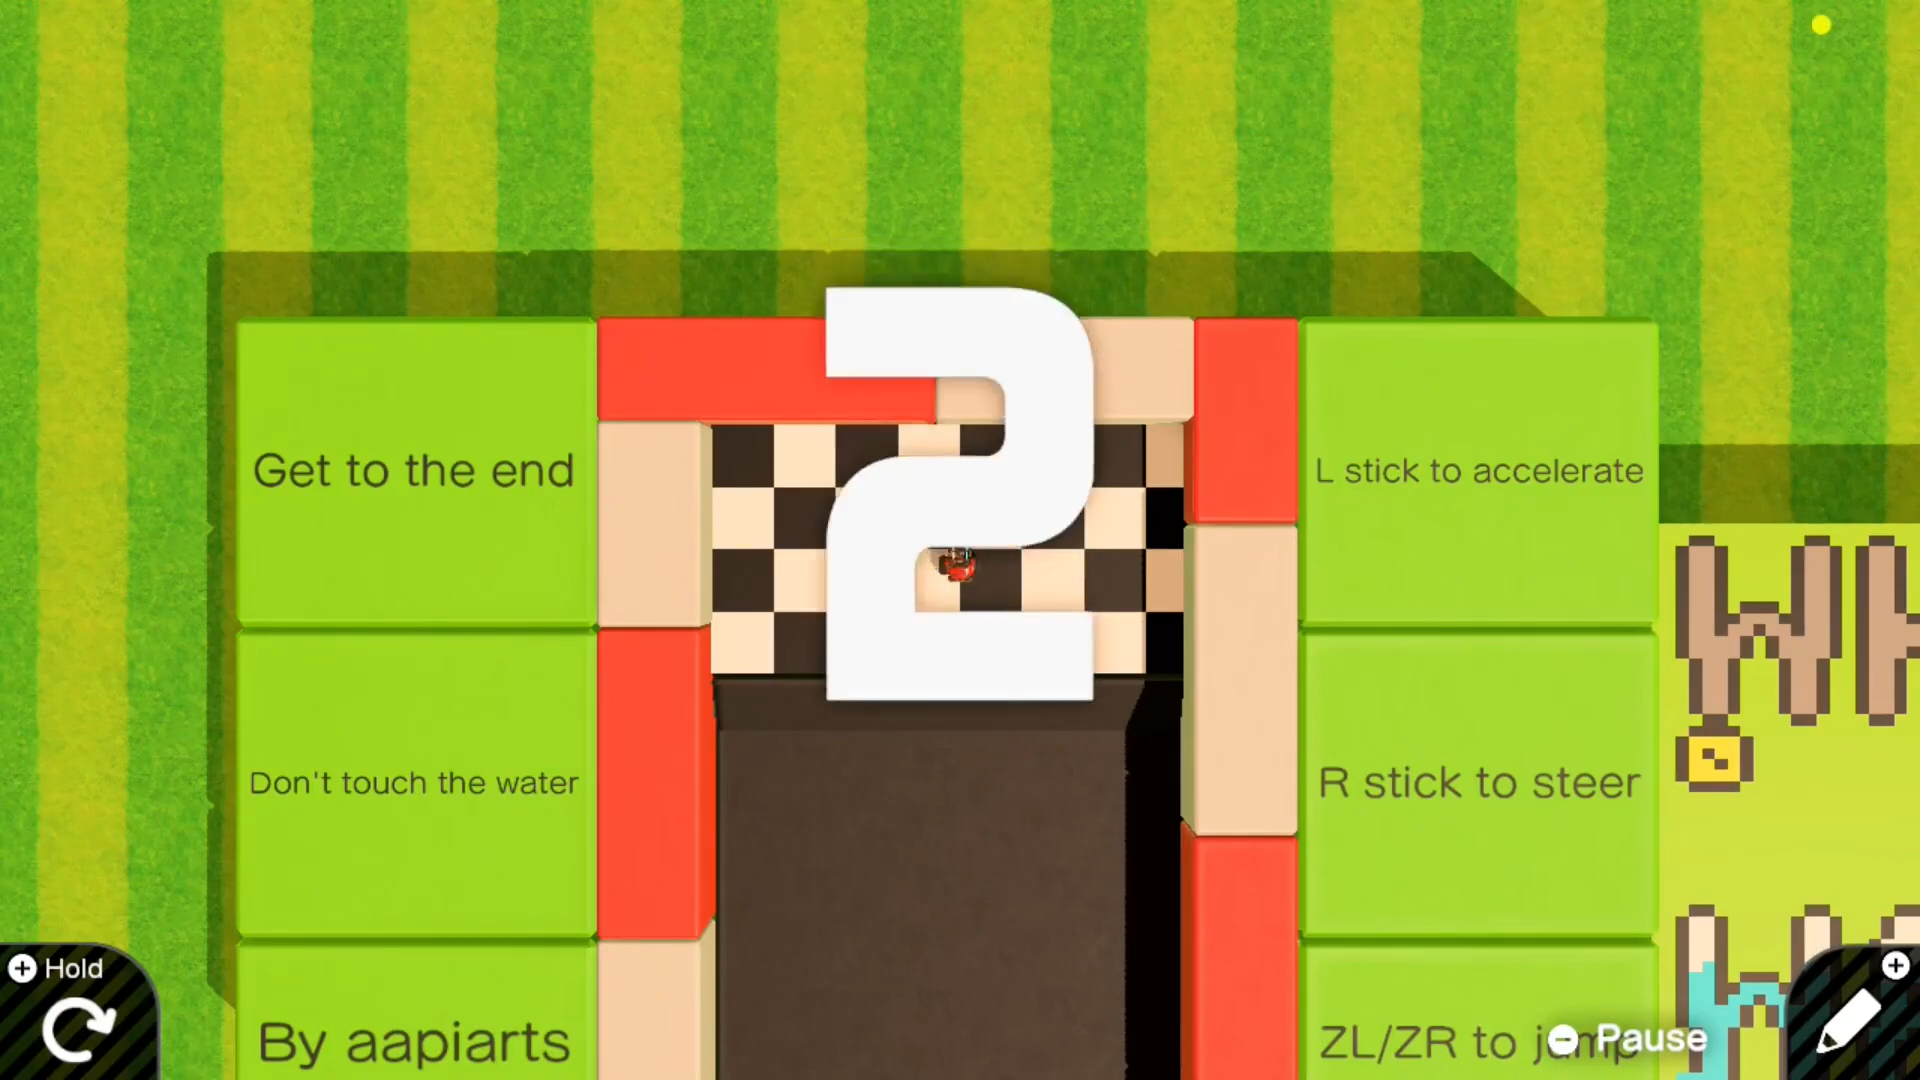 2
Get to the end
L stick to accelerate
Don't touch the water
R stick to steer
Hold
By aapiarts
ZL/ZR to jump
Pause